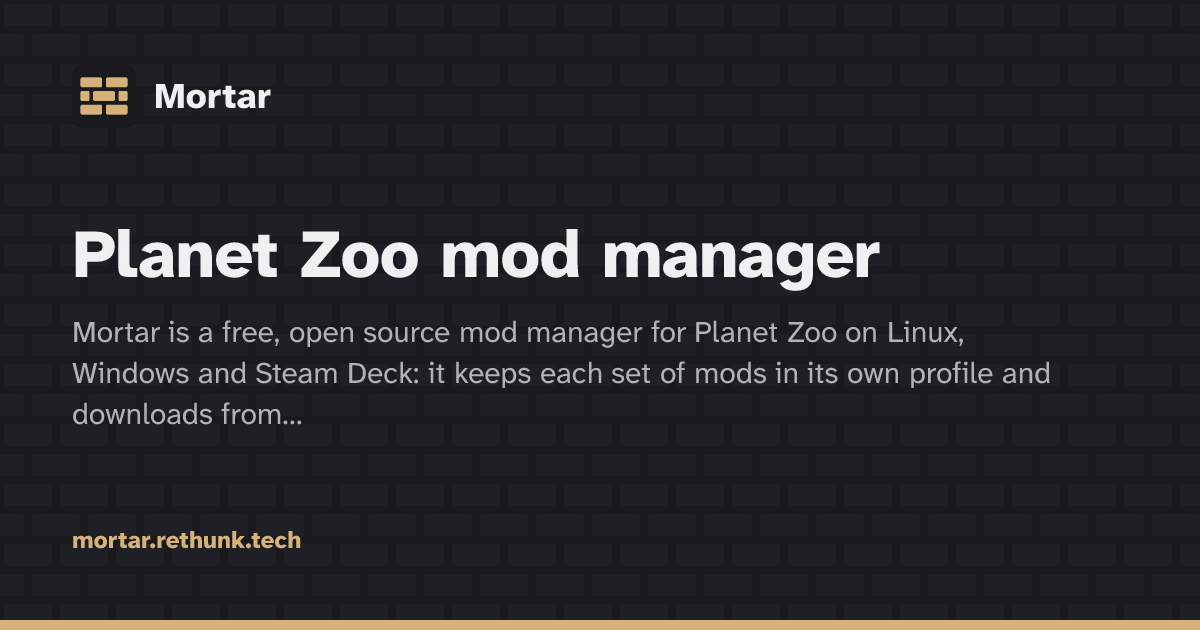 Mortar
Planet Zoo mod manager
Mortar is a free, open source mod manager for Planet Zoo on Linux,
Windows and Steam Deck: it keeps each set of mods in its own profile and
downloads from...
mortar.rethunk.tech